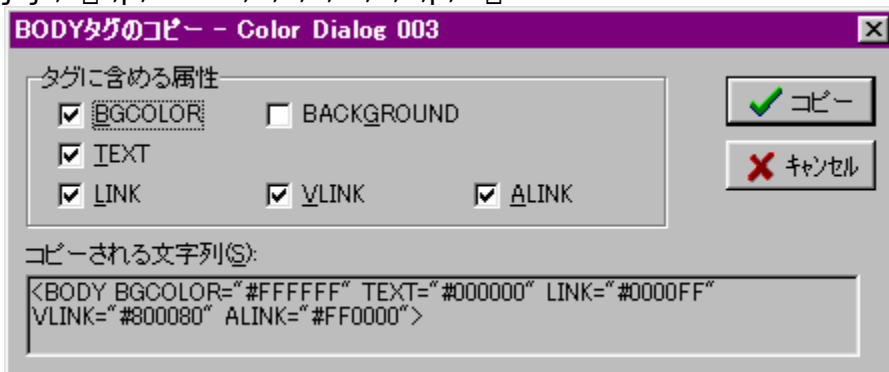 BODYタグのコピー - Color Dialog 003
タグに含める属性
BGCOLOR BACKGROUND
コピー
TEXT
キャンセル
LINK VLINK ALINK
コピーされる文字列(S):
<BODY BGCOLOR="#FFFFFF" TEXT="#000000" LINK="#0000FF"
VLINK="#800080" ALINK="#FF0000">